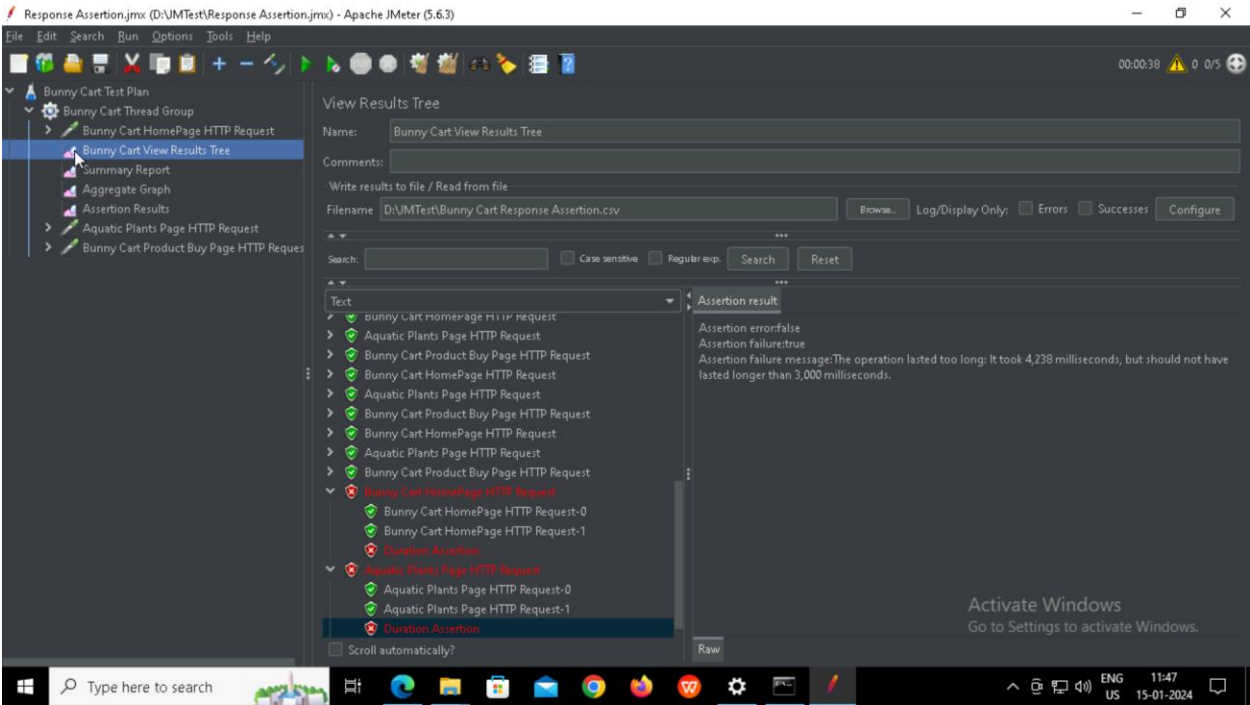 Response Assertion.jmx (D:\JMTest\Response Assertion.jmx) - Apache JMeter (5.6.3)
File Edit Search Run Options Tools Help
00:00:38 0 0/5
Bunny Cart Test Plan
Bunny Cart Thread Group
Bunny Cart HomePage HTTP Request
Bunny Cart View Results Tree
Summary Report
Aggregate Graph
Assertion Results
Aquatic Plants Page HTTP Request
Bunny Cart Product Buy Page HTTP Reques
View Results Tree
Name: Bunny Cart View Results Tree
Comments:
Write results to file / Read from file
Filename D:\JMTest\Bunny Cart Response Assertion.csv Browse... Log/Display Only: Errors Successes Configure
Search: Case sensitive Regular exp. Search Reset
Text
Bunny Cart HomePage HTTP Request
Aquatic Plants Page HTTP Request
Bunny Cart Product Buy Page HTTP Request
Bunny Cart HomePage HTTP Request
Aquatic Plants Page HTTP Request
Bunny Cart Product Buy Page HTTP Request
Bunny Cart HomePage HTTP Request
Aquatic Plants Page HTTP Request
Bunny Cart Product Buy Page HTTP Request
Bunny Cart HomePage HTTP Request
Bunny Cart HomePage HTTP Request-0
Bunny Cart HomePage HTTP Request-1
Duration Assertion
Aquatic Plants Page HTTP Request
Aquatic Plants Page HTTP Request-0
Aquatic Plants Page HTTP Request-1
Duration Assertion
Scroll automatically?
Assertion result
Assertion error:false
Assertion failure:true
Assertion failure message:The operation lasted too long: It took 4,238 milliseconds, but should not have
lasted longer than 3,000 milliseconds.
Raw
Activate Windows
Go to Settings to activate Windows.
Type here to search
ENG
US
11:47
15-01-2024